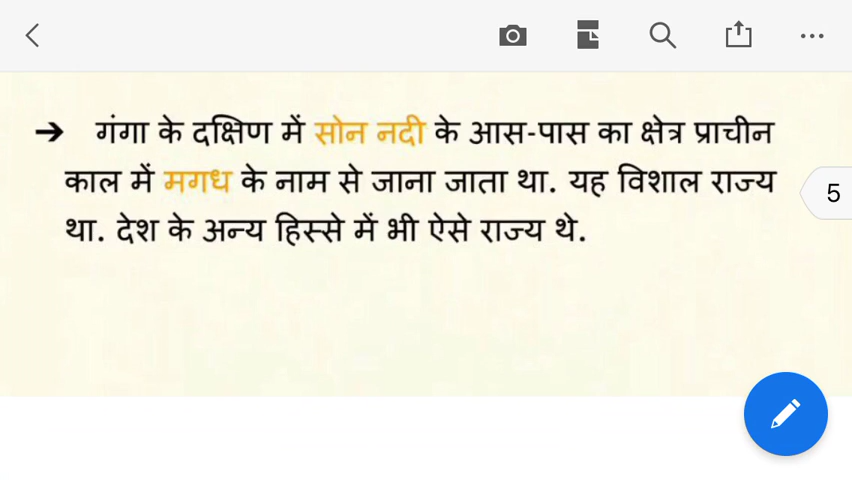 ➔ गंगा के दक्षिण में सोन नदी के आस-पास का क्षेत्र प्राचीन
काल में मगध के नाम से जाना जाता था. यह विशाल राज्य
5
था. देश के अन्य हिस्से में भी ऐसे राज्य थे.